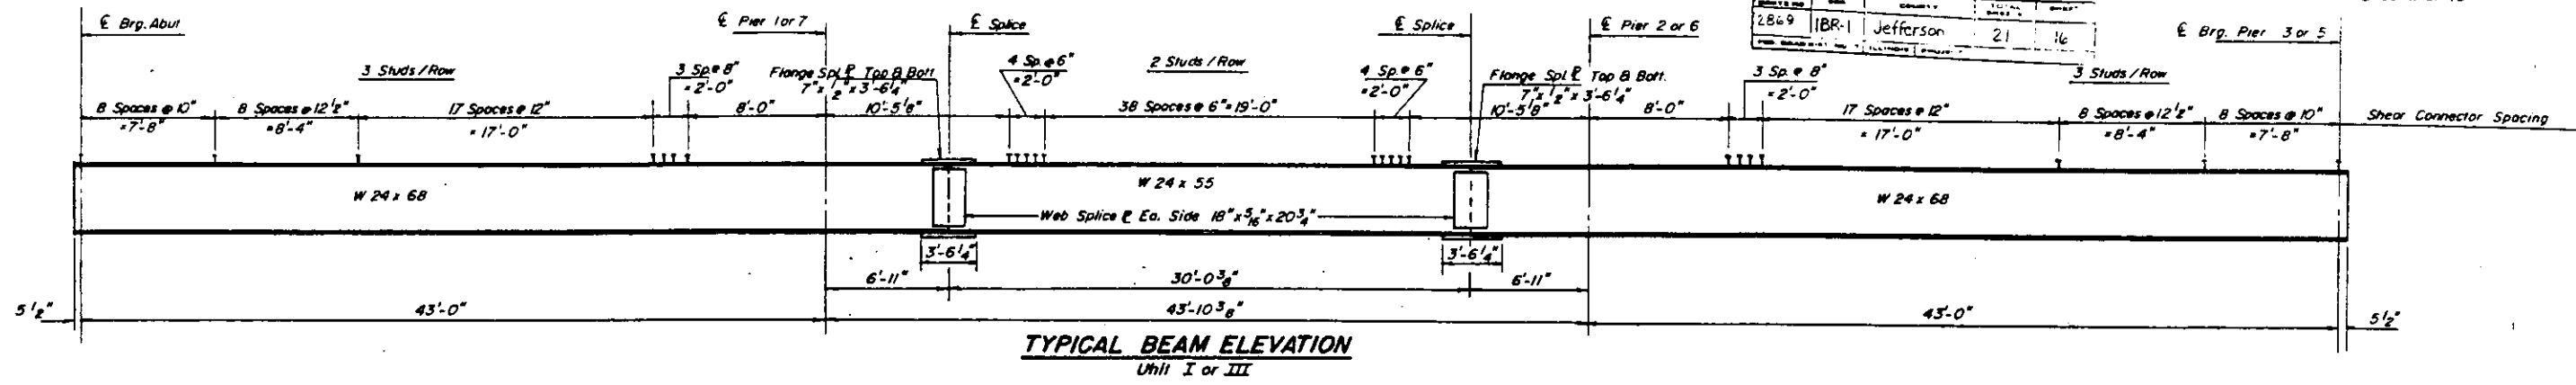 ℄ Brg. Abut
℄ Pier 1 or 7
℄ Splice
℄ Splice
℄ Pier 2 or 6
2869 1BR-1 Jefferson 21 16
℄ Brg. Pier 3 or 5
3 Studs / Row
3 Sp. @ 8"
= 2'-0"
Flange Spl ℙ Top & Bott.
7" x 1/2" x 3'-6 1/4"
4 Sp. @ 6"
= 2'-0"
2 Studs / Row
4 Sp. @ 6"
= 2'-0"
Flange Spl ℙ Top & Bott.
7" x 1/2" x 3'-6 1/4"
3 Sp. @ 8"
= 2'-0"
3 Studs / Row
8 Spaces @ 10"
= 7'-8"
8 Spaces @ 12 1/2"
= 8'-4"
17 Spaces @ 12"
= 17'-0"
8'-0"
10'-5 1/8"
38 Spaces @ 6" = 19'-0"
10'-5 1/8"
8'-0"
17 Spaces @ 12"
= 17'-0"
8 Spaces @ 12 1/2"
= 8'-4"
8 Spaces @ 10"
= 7'-8"
Shear Connector Spacing
W 24 x 68
W 24 x 55
W 24 x 68
Web Splice ℙ Ea. Side 18" x 5/16" x 20 3/4"
3'-6 1/4"
3'-6 1/4"
6'-11"
30'-0 3/8"
6'-11"
5 1/2"
43'-0"
43'-10 3/8"
43'-0"
5 1/2"
TYPICAL BEAM ELEVATION
Unit I or III